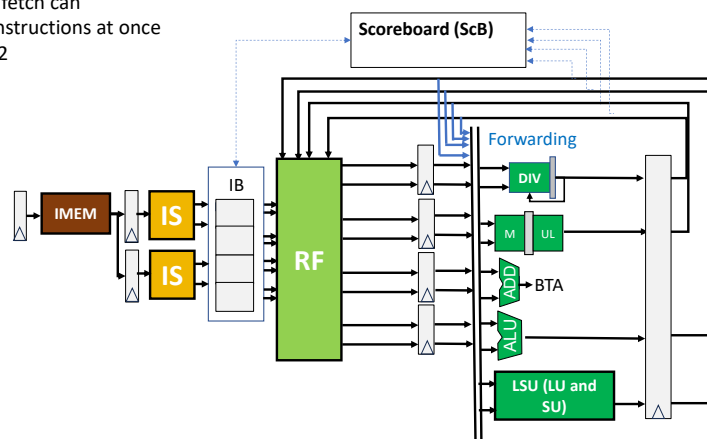 fetch can
nstructions at once
2
Scoreboard (ScB)
Forwarding
IB
IMEM
IS
IS
RF
DIV
M UL
ADD
BTA
ALU
LSU (LU and
SU)